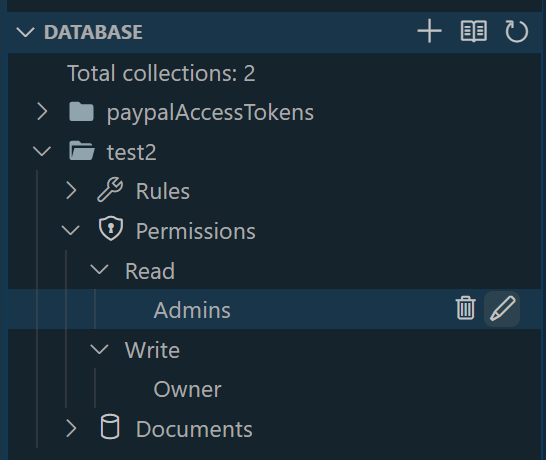 DATABASE
Total collections: 2
paypalAccessTokens
test2
Rules
Permissions
Read
Admins
Write
Owner
Documents